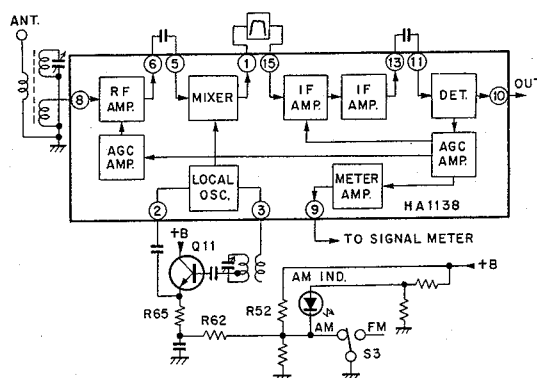 ANT.
6
5
1
15
13
11
RF
AMP.
MIXER
IF
AMP.
IF
AMP.
DET.
8
10
OUT
AGC
AMP.
LOCAL
OSC.
METER
AMP.
AGC
AMP.
HA1138
2
3
9
TO SIGNAL METER
+B
Q11
AM IND.
+B
R52
R65
R62
AM
FM
S3